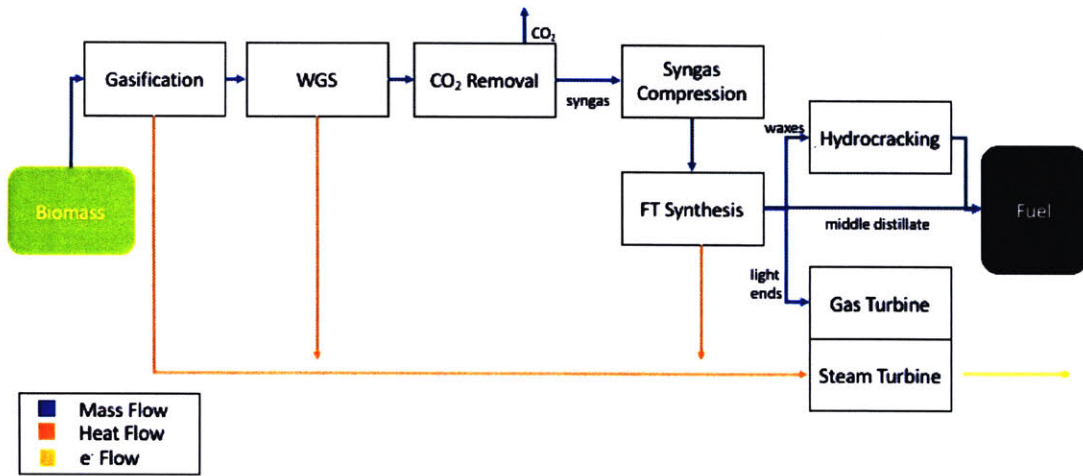 CO₂
Gasification
WGS
CO₂ Removal
syngas
Syngas
Compression
waxes
Hydrocracking
Biomass
FT Synthesis
middle distillate
Fuel
light
ends
Gas Turbine
Steam Turbine
Mass Flow
Heat Flow
e⁻ Flow